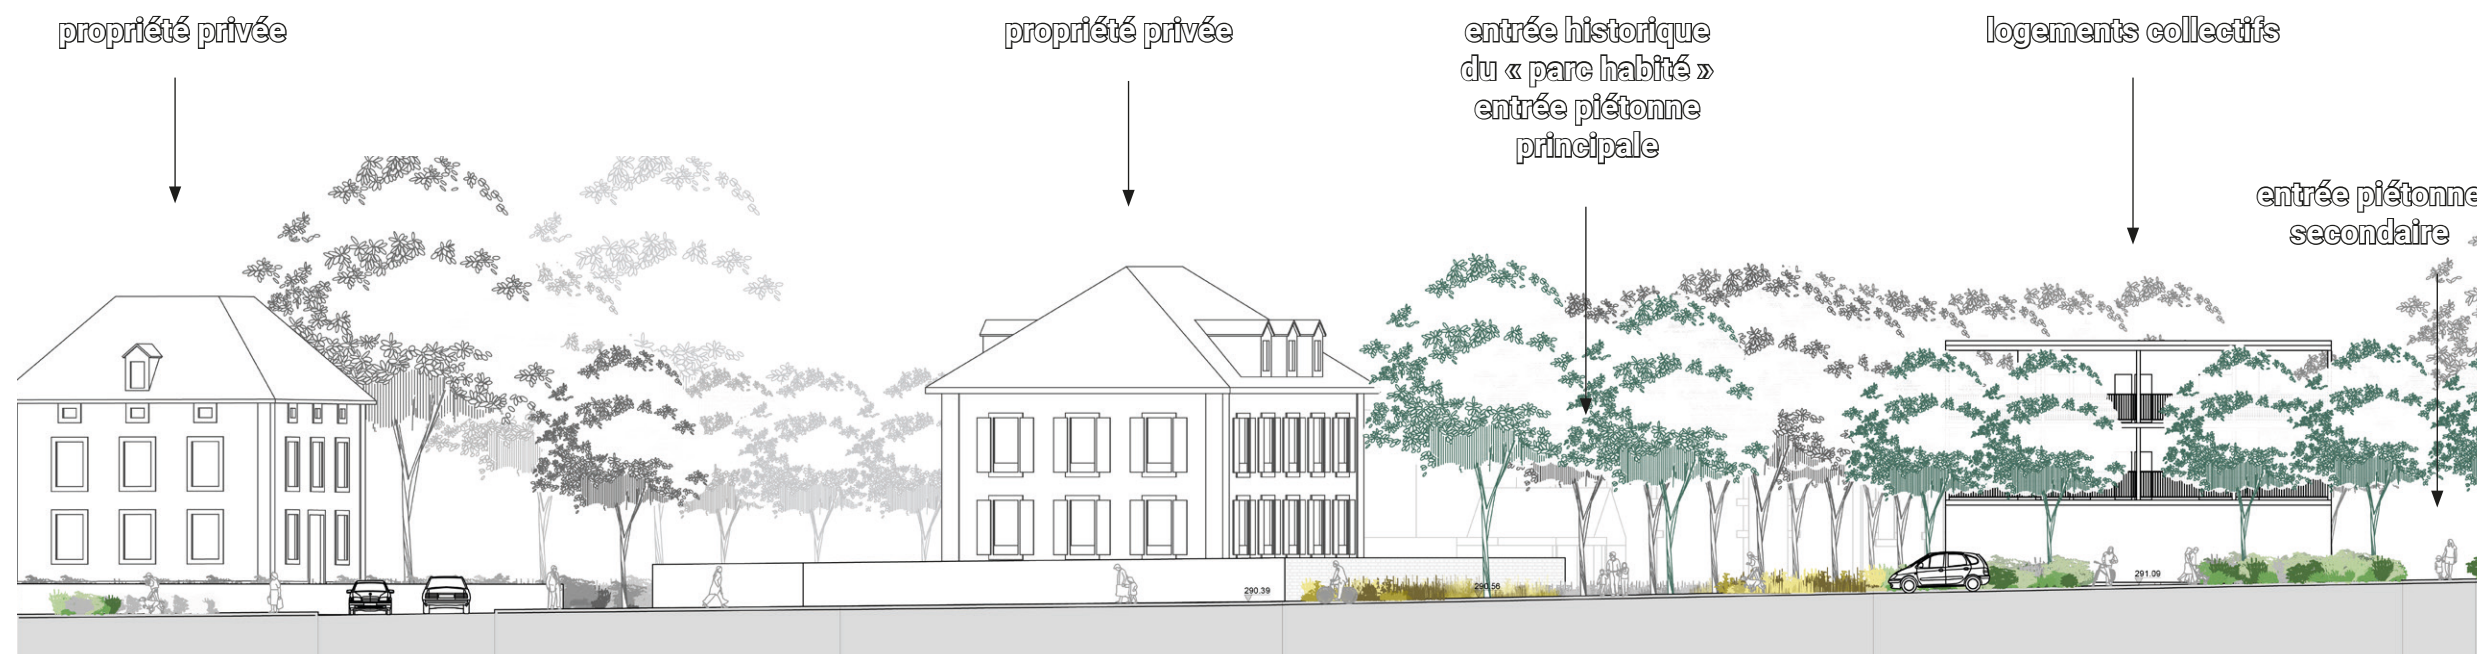 propriété privée
propriété privée
entrée historique
du « parc habité »
entrée piétonne
principale
logements collectifs
entrée piétonne
secondaire
290.39
290.56
291.09